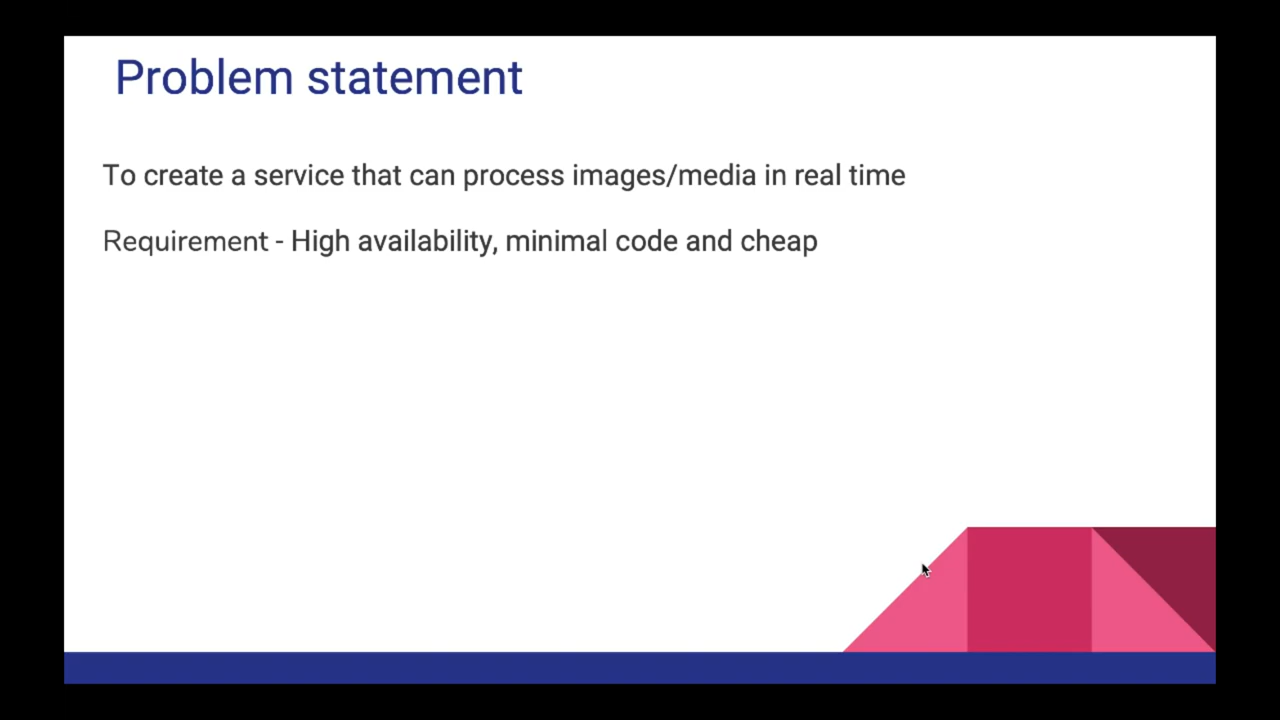 Problem statement
To create a service that can process images/media in real time
Requirement - High availability, minimal code and cheap